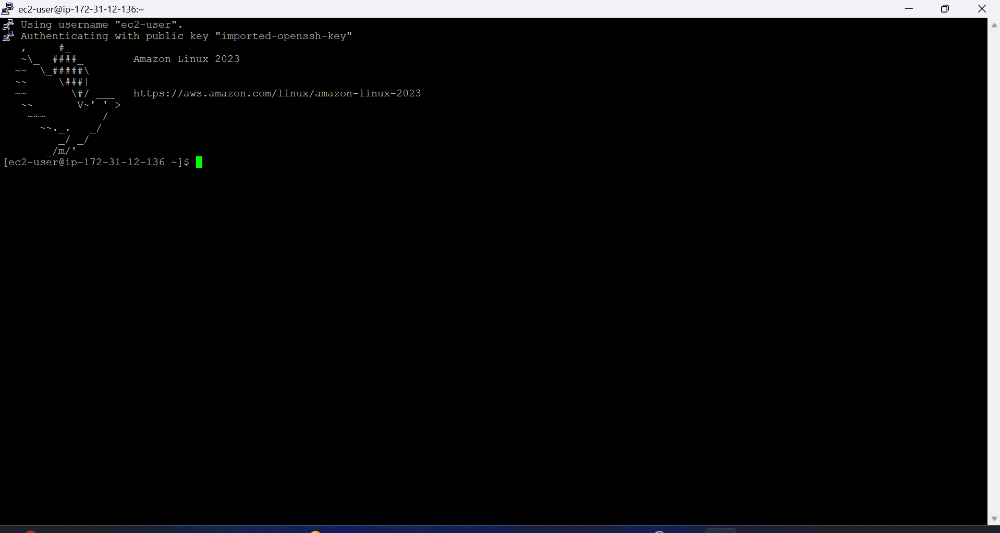 ec2-user@ip-172-31-12-136:~
Using username "ec2-user".
Authenticating with public key "imported-openssh-key"
   ,     #_
   ~\_  ####_        Amazon Linux 2023
  ~~  \_#####\
  ~~     \###|
  ~~       \#/ ___   https://aws.amazon.com/linux/amazon-linux-2023
   ~~       V~' '->
    ~~~         /
      ~~._.   _/
         _/ _/
       _/m/'
[ec2-user@ip-172-31-12-136 ~]$